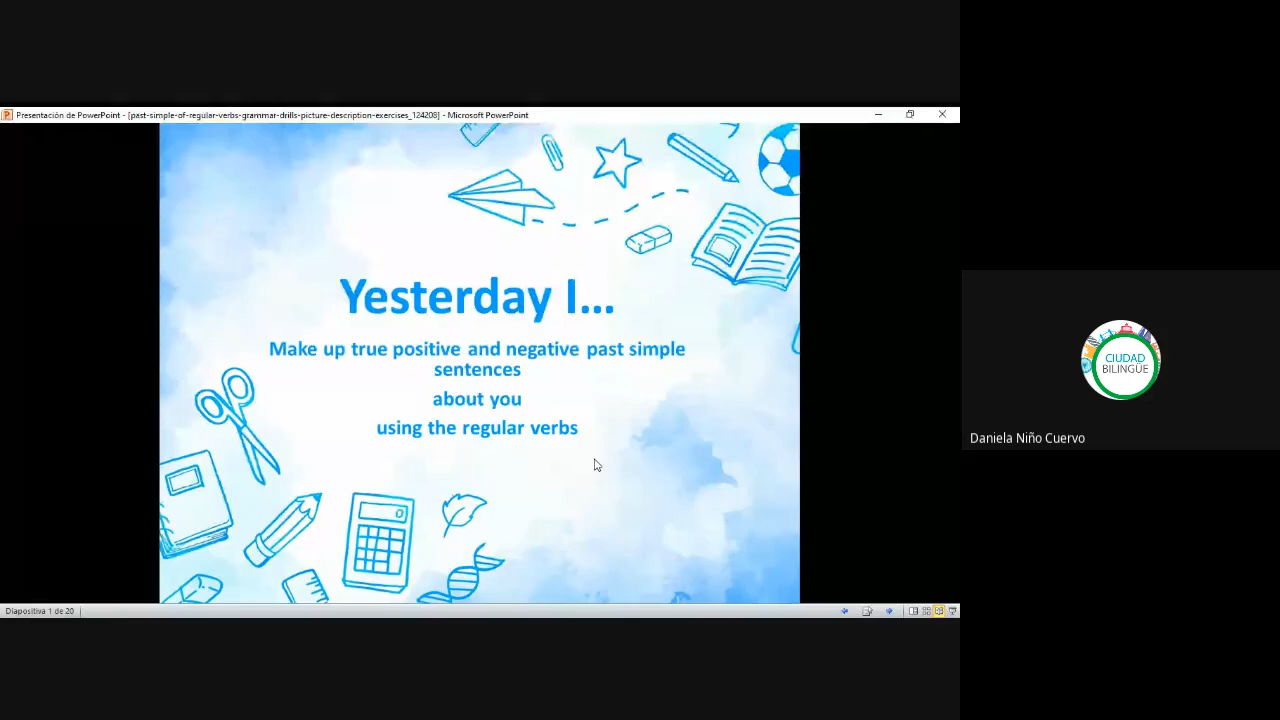 Presentación de PowerPoint - [past-simple-of-regular-verbs-grammar-drills-picture-description-exercises_124208] - Microsoft PowerPoint
Yesterday I...
Make up true positive and negative past simple
sentences
about you
using the regular verbs
Diapositiva 1 de 20
CIUDAD
BILINGÜE
Daniela Niño Cuervo